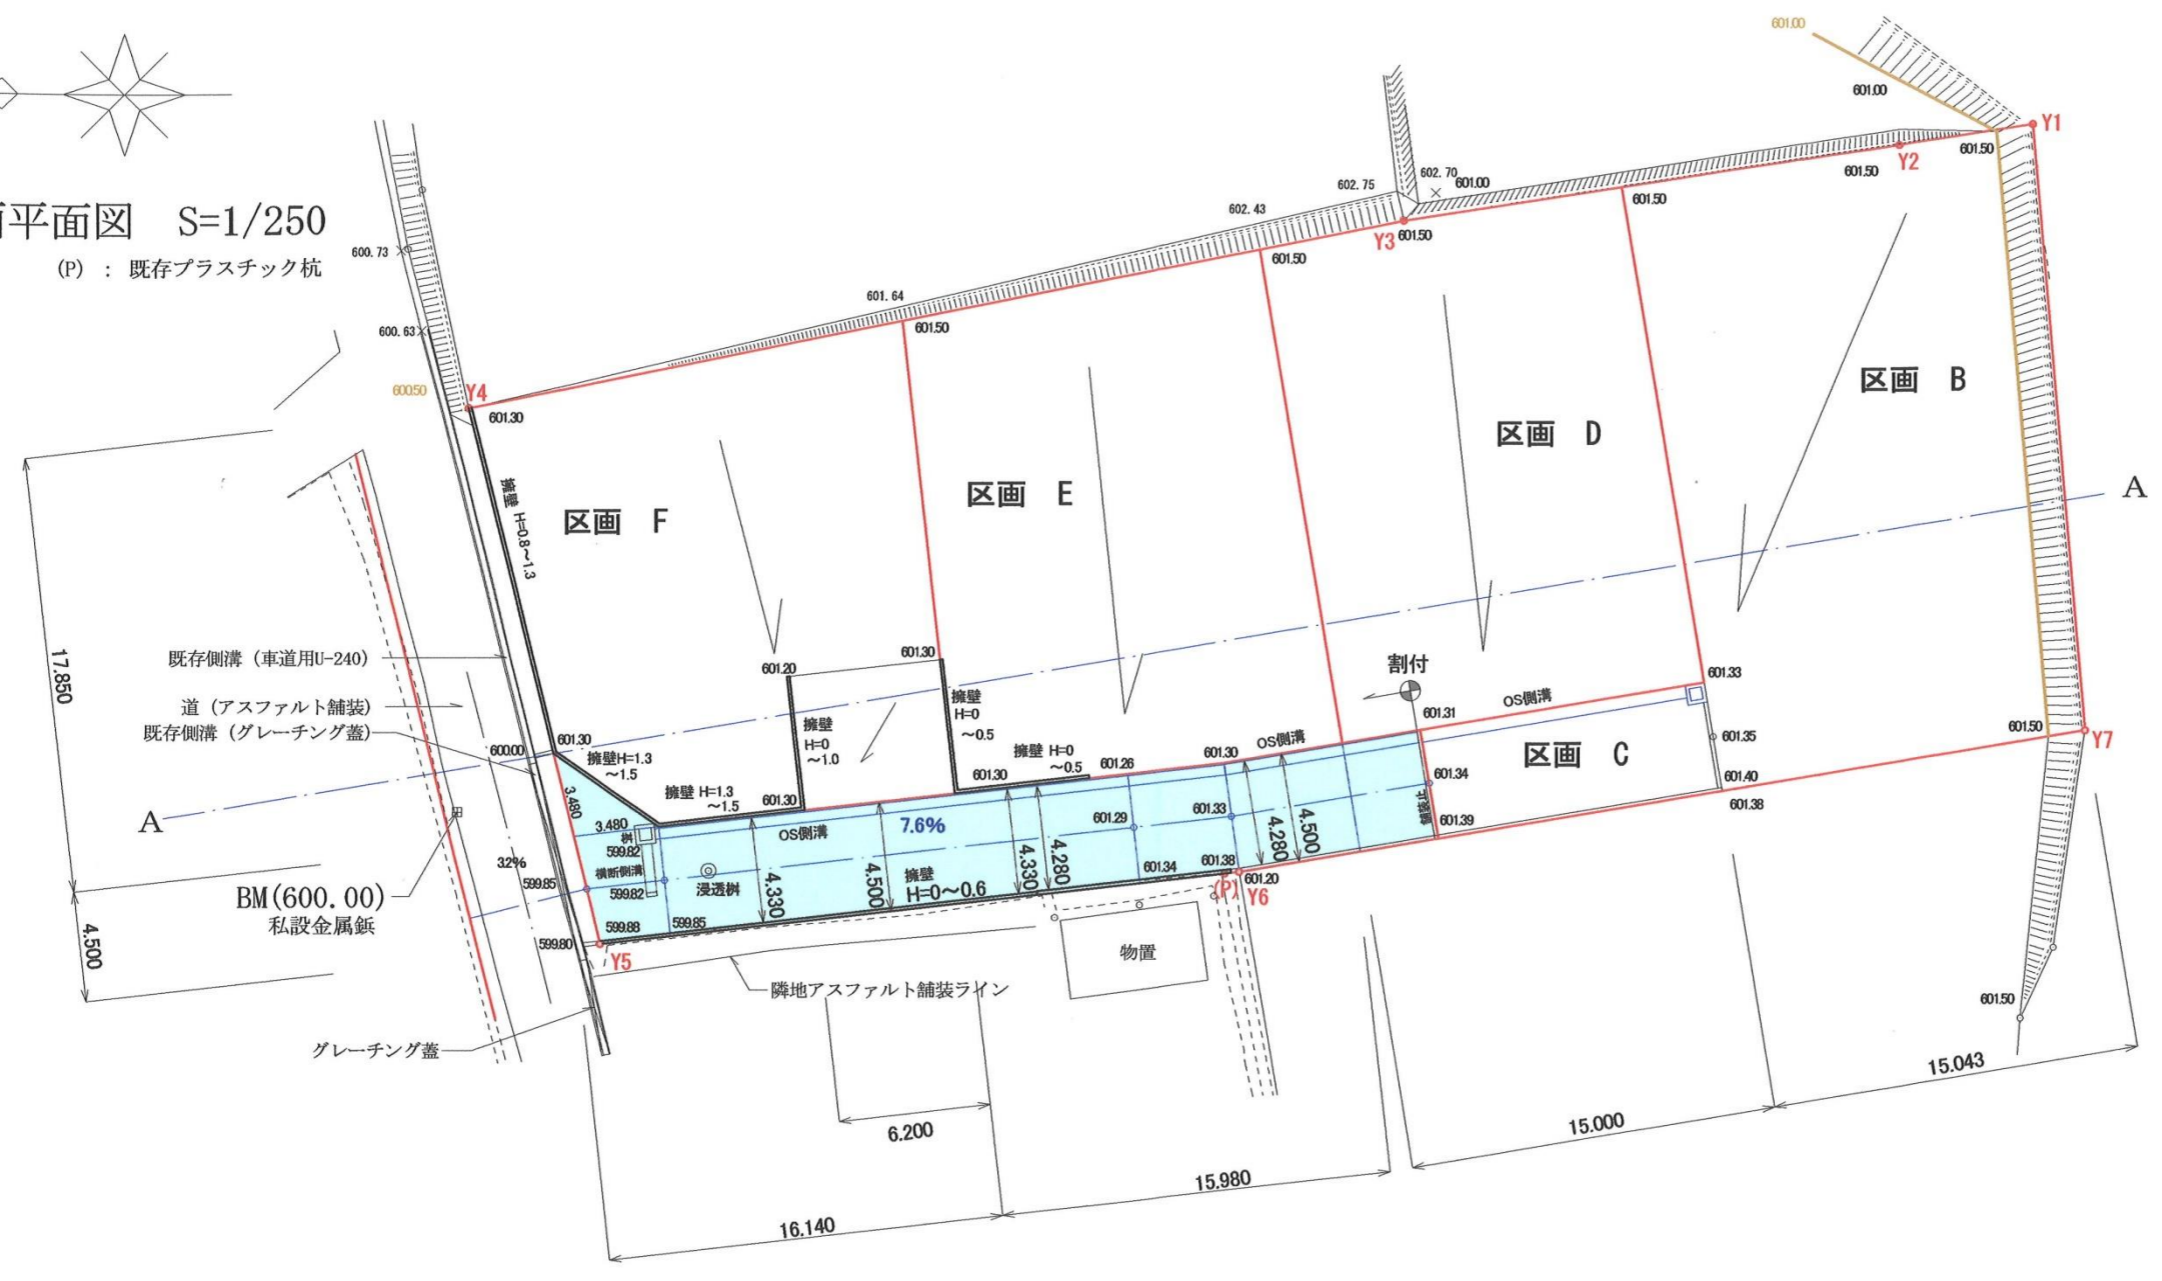 平面図 S=1/250
(P) : 既存プラスチック杭
601.00
601.00
Y1
601.50
Y2
601.50
601.50
602.70
601.00
602.75
602.43
Y3
601.50
601.50
601.64
601.50
600.73
600.63
600.50
Y4
601.30
擁壁 H=0.8～1.3
区画 F
区画 E
区画 D
区画 B
A
17.850
4.500
既存側溝（車道用U-240）
道（アスファルト舗装）
既存側溝（グレーチング蓋）
600.00
601.30
擁壁H=1.3
～1.5
擁壁 H=1.3
～1.5
601.20
601.30
擁壁
H=0
～1.0
擁壁
H=0
～0.5
擁壁 H=0
～0.5
601.30
601.30
601.26
601.30
OS側溝
割付
601.31
OS側溝
601.33
601.35
601.40
601.38
区画 C
601.34
舗装止
601.39
601.50
Y7
A
3.480
3.480
桝
599.82
横断側溝
599.82
OS側溝
浸透桝
7.6%
4.330
4.500
擁壁
H=0～0.6
4.330
4.280
601.29
601.33
601.34
601.38
4.280
4.500
601.20
(P)
Y6
3.2%
599.85
BM(600.00)
私設金属鋲
599.88
599.85
599.80
Y5
物置
隣地アスファルト舗装ライン
グレーチング蓋
601.50
6.200
16.140
15.980
15.000
15.043